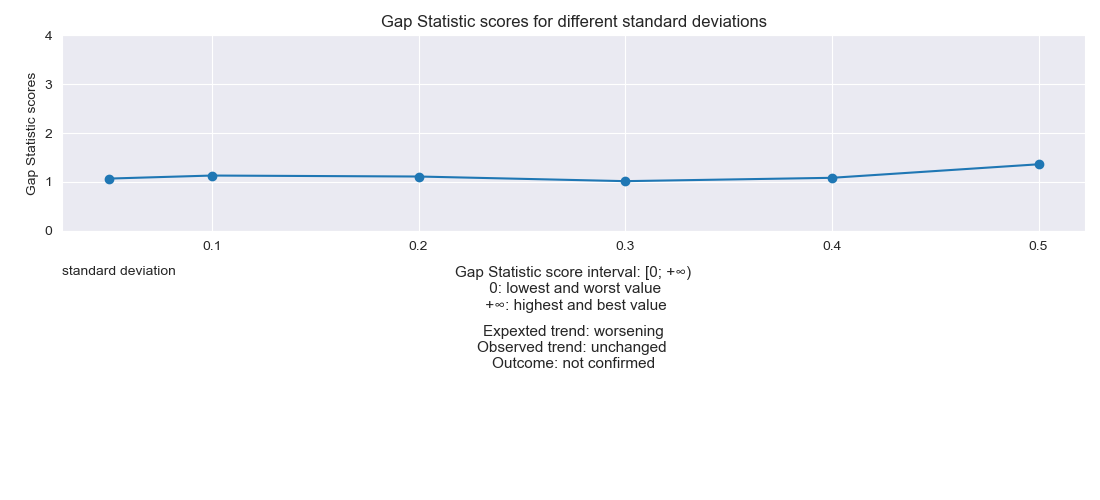 Gap Statistic scores for different standard deviations
Gap Statistic scores
4
3
2
1
0
0.1 0.2 0.3 0.4 0.5
standard deviation
Gap Statistic score interval: [0; +∞)
0: lowest and worst value
+∞: highest and best value
Expexted trend: worsening
Observed trend: unchanged
Outcome: not confirmed